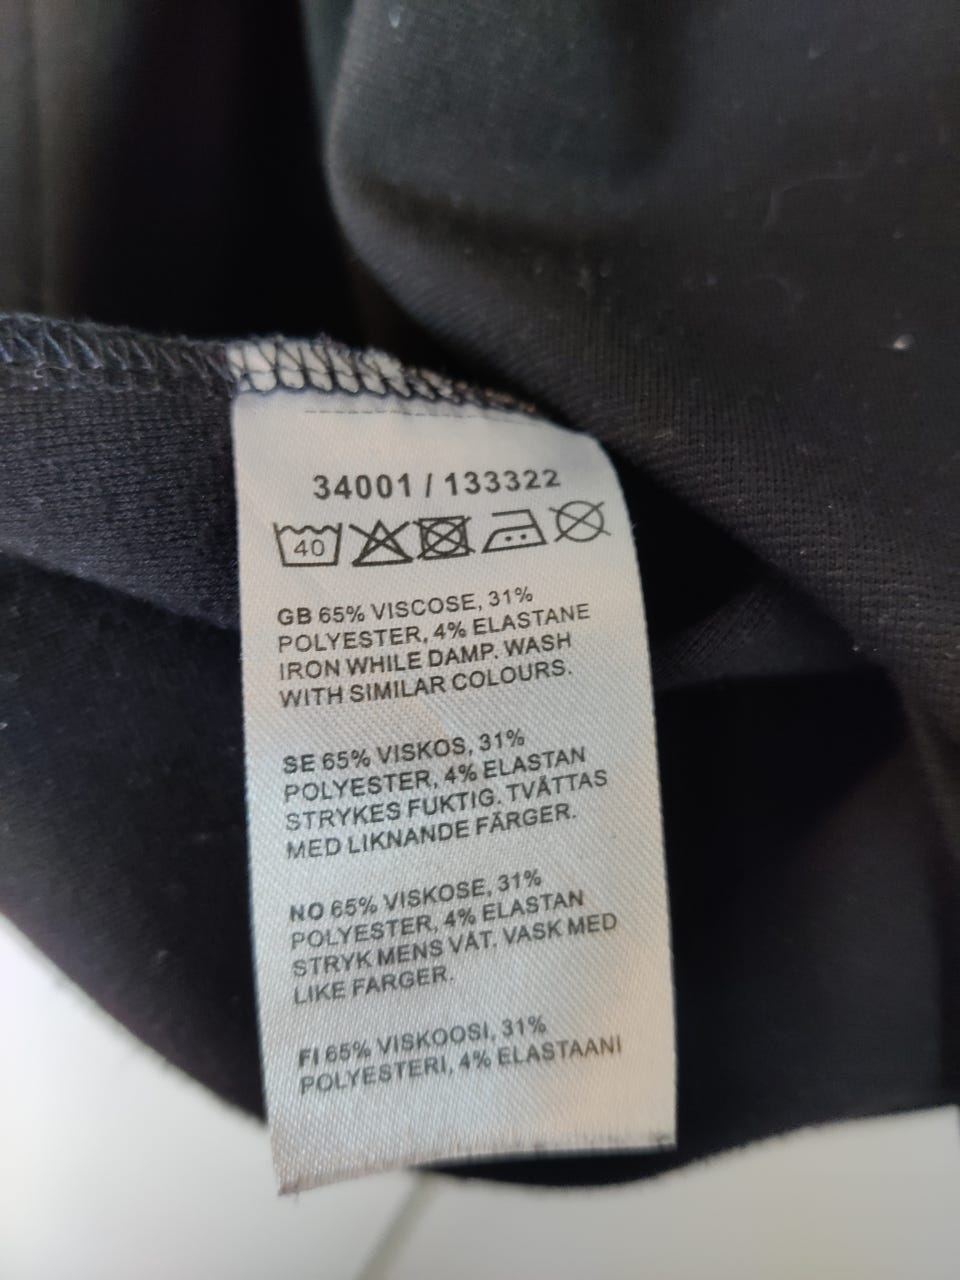 34001 / 133322
40
GB 65% VISCOSE, 31%
POLYESTER, 4% ELASTANE
IRON WHILE DAMP. WASH
WITH SIMILAR COLOURS.
SE 65% VISKOS, 31%
POLYESTER, 4% ELASTAN
STRYKES FUKTIG. TVÄTTAS
MED LIKNANDE FÄRGER.
NO 65% VISKOSE, 31%
POLYESTER, 4% ELASTAN
STRYK MENS VÅT. VASK MED
LIKE FARGER.
FI 65% VISKOOSI, 31%
POLYESTERI, 4% ELASTAANI